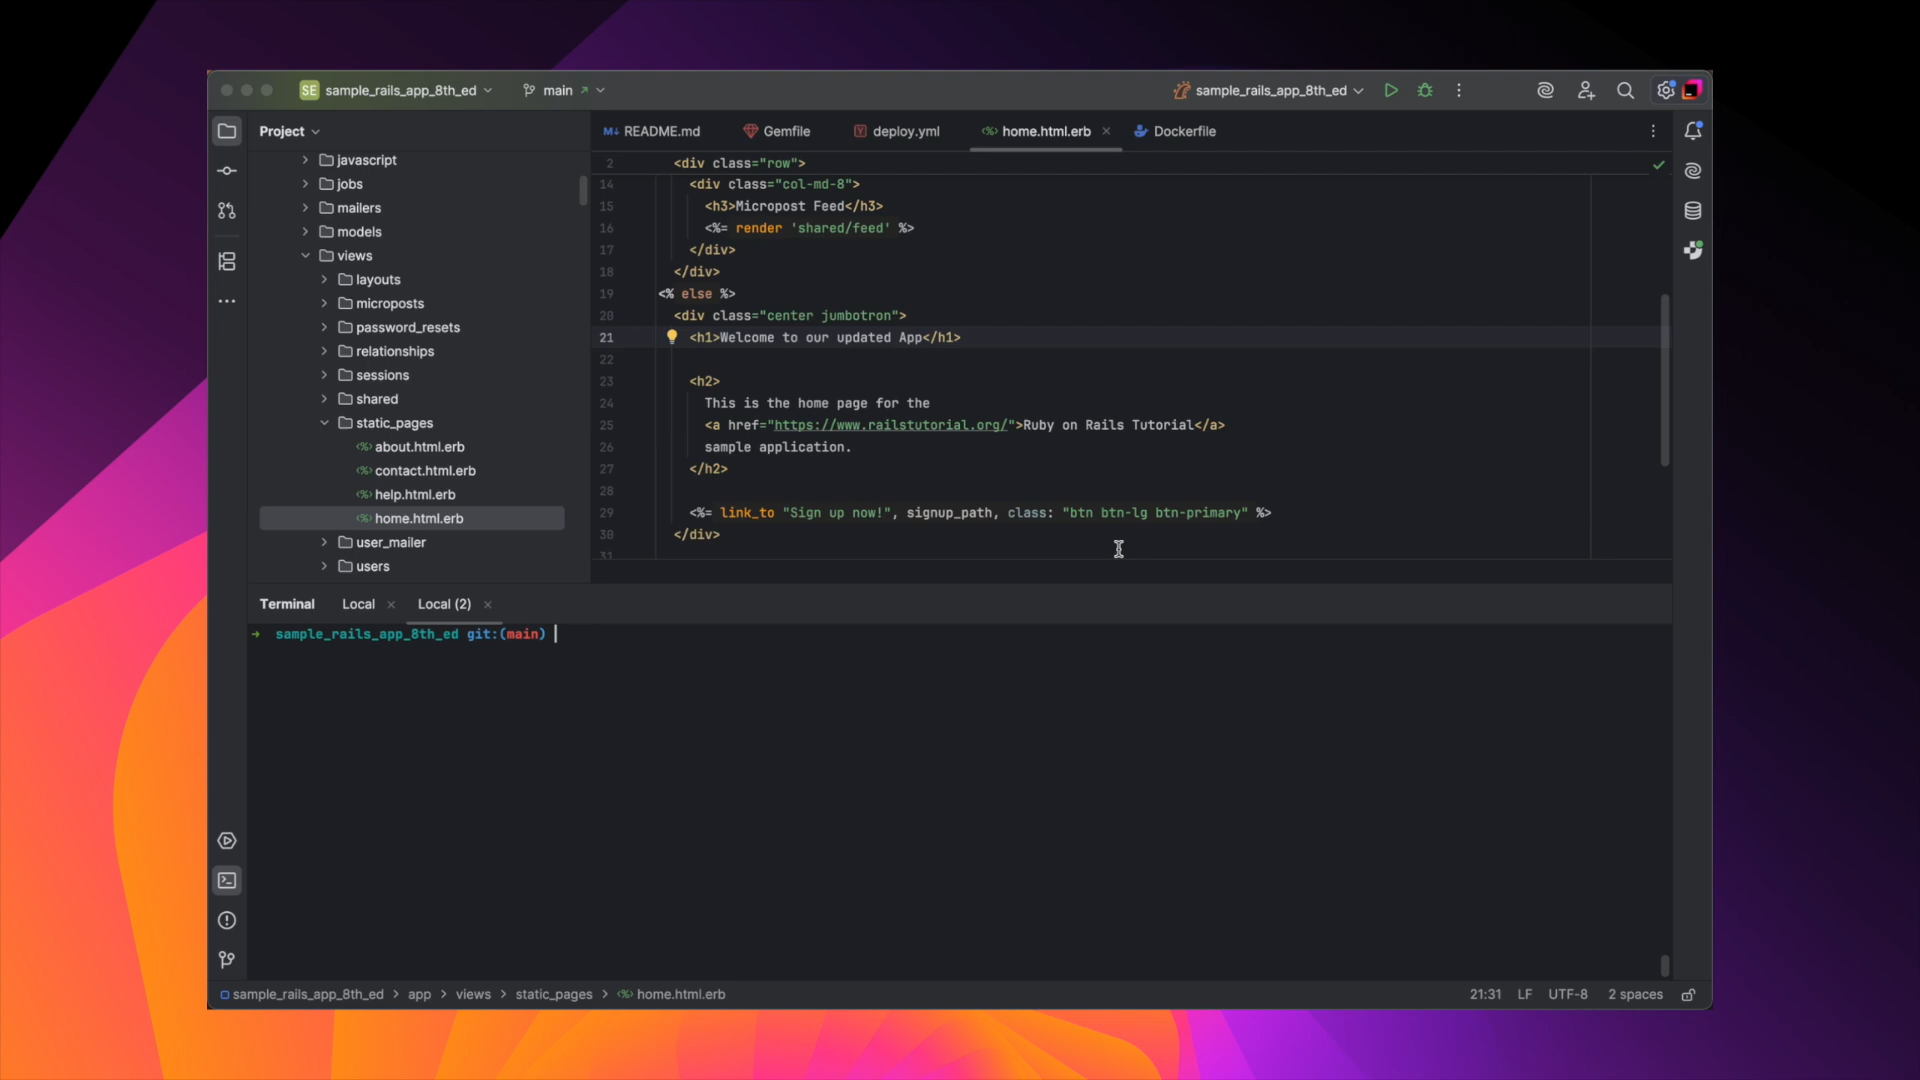 SE sample_rails_app_8th_ed main sample_rails_app_8th_ed
Project
README.md Gemfile deploy.yml home.html.erb Dockerfile
javascript
jobs
mailers
models
views
layouts
microposts
password_resets
relationships
sessions
shared
static_pages
about.html.erb
contact.html.erb
help.html.erb
home.html.erb
user_mailer
users
2 <div class="row">
14 <div class="col-md-8">
15 <h3>Micropost Feed</h3>
16 <%= render 'shared/feed' %>
17 </div>
18 </div>
19 <% else %>
20 <div class="center jumbotron">
21 <h1>Welcome to our updated App</h1>
22
23 <h2>
24 This is the home page for the
25 <a href="https://www.railstutorial.org/">Ruby on Rails Tutorial</a>
26 sample application.
27 </h2>
28
29 <%= link_to "Sign up now!", signup_path, class: "btn btn-lg btn-primary" %>
30 </div>
31
Terminal Local Local (2)
→ sample_rails_app_8th_ed git:(main)
sample_rails_app_8th_ed > app > views > static_pages > home.html.erb 21:31 LF UTF-8 2 spaces